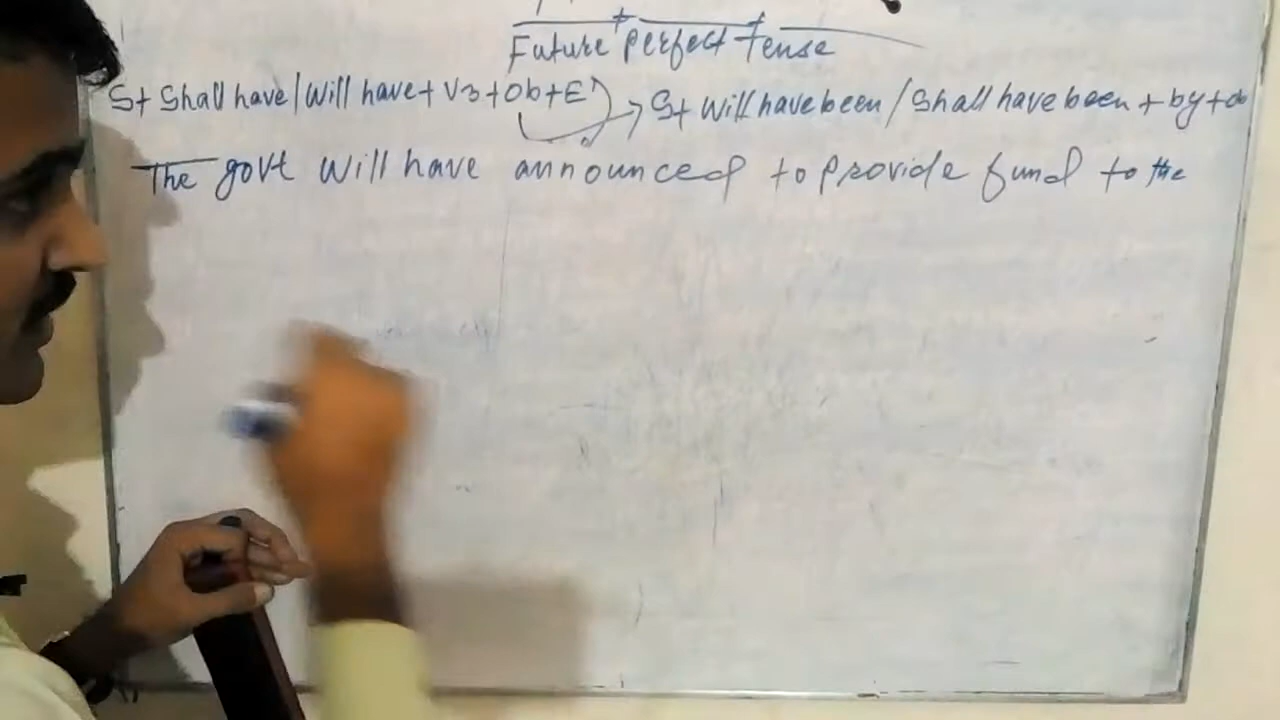 Future perfect Tense
S+ Shall have/will have+ V3+Ob+E) → S+ Will have been / Shall have been + by + ob
The govt will have announced to provide fund to the